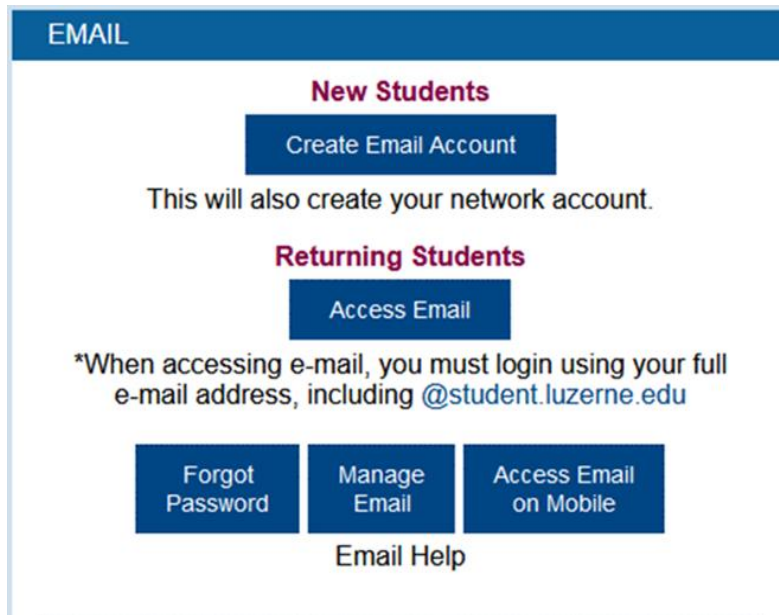 EMAIL
New Students
Create Email Account
This will also create your network account.
Returning Students
Access Email
*When accessing e-mail, you must login using your full
e-mail address, including @student.luzerne.edu
Forgot
Password
Manage
Email
Access Email
on Mobile
Email Help